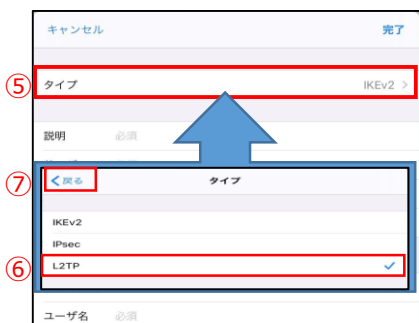 キャンセル 完了
⑤ タイプ IKEv2 >
説明 必須
⑦ <戻る タイプ
IKEv2
IPsec
⑥ L2TP ✓
ユーザ名 必須